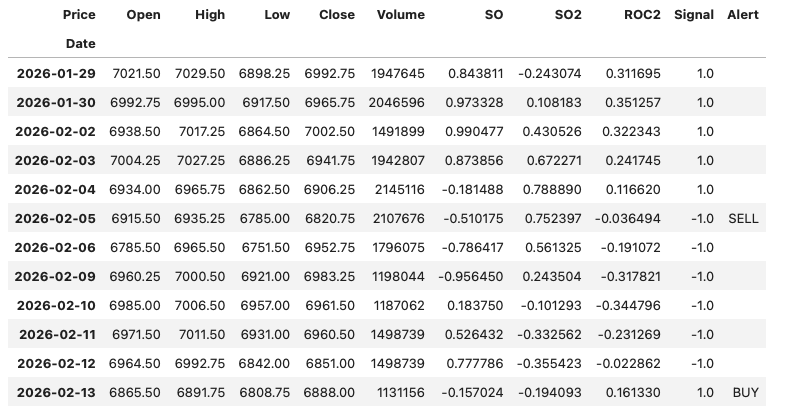 Price Open High Low Close Volume SO SO2 ROC2 Signal Alert
Date
2026-01-29 7021.50 7029.50 6898.25 6992.75 1947645 0.843811 -0.243074 0.311695 1.0
2026-01-30 6992.75 6995.00 6917.50 6965.75 2046596 0.973328 0.108183 0.351257 1.0
2026-02-02 6938.50 7017.25 6864.50 7002.50 1491899 0.990477 0.430526 0.322343 1.0
2026-02-03 7004.25 7027.25 6886.25 6941.75 1942807 0.873856 0.672271 0.241745 1.0
2026-02-04 6934.00 6965.75 6862.50 6906.25 2145116 -0.181488 0.788890 0.116620 1.0
2026-02-05 6915.50 6935.25 6785.00 6820.75 2107676 -0.510175 0.752397 -0.036494 -1.0 SELL
2026-02-06 6785.50 6965.50 6751.50 6952.75 1796075 -0.786417 0.561325 -0.191072 -1.0
2026-02-09 6960.25 7000.50 6921.00 6983.25 1198044 -0.956450 0.243504 -0.317821 -1.0
2026-02-10 6985.00 7006.50 6957.00 6961.50 1187062 0.183750 -0.101293 -0.344796 -1.0
2026-02-11 6971.50 7011.50 6931.00 6960.50 1498739 0.526432 -0.332562 -0.231269 -1.0
2026-02-12 6964.50 6992.75 6842.00 6851.00 1498739 0.777786 -0.355423 -0.022862 -1.0
2026-02-13 6865.50 6891.75 6808.75 6888.00 1131156 -0.157024 -0.194093 0.161330 1.0 BUY